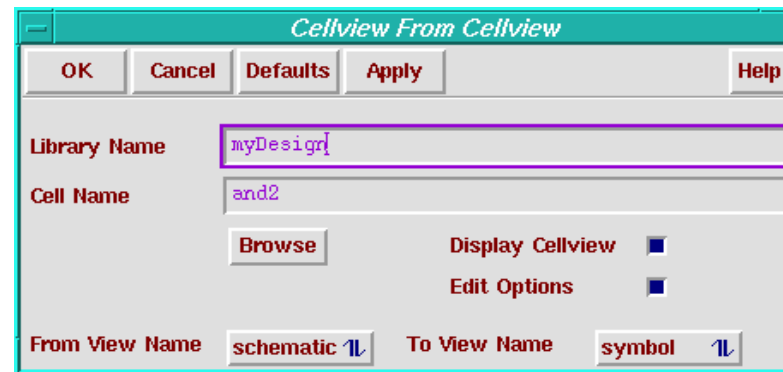 Cellview From Cellview
OK Cancel Defaults Apply Help
Library Name myDesign
Cell Name and2
Browse Display Cellview
Edit Options
From View Name schematic To View Name symbol